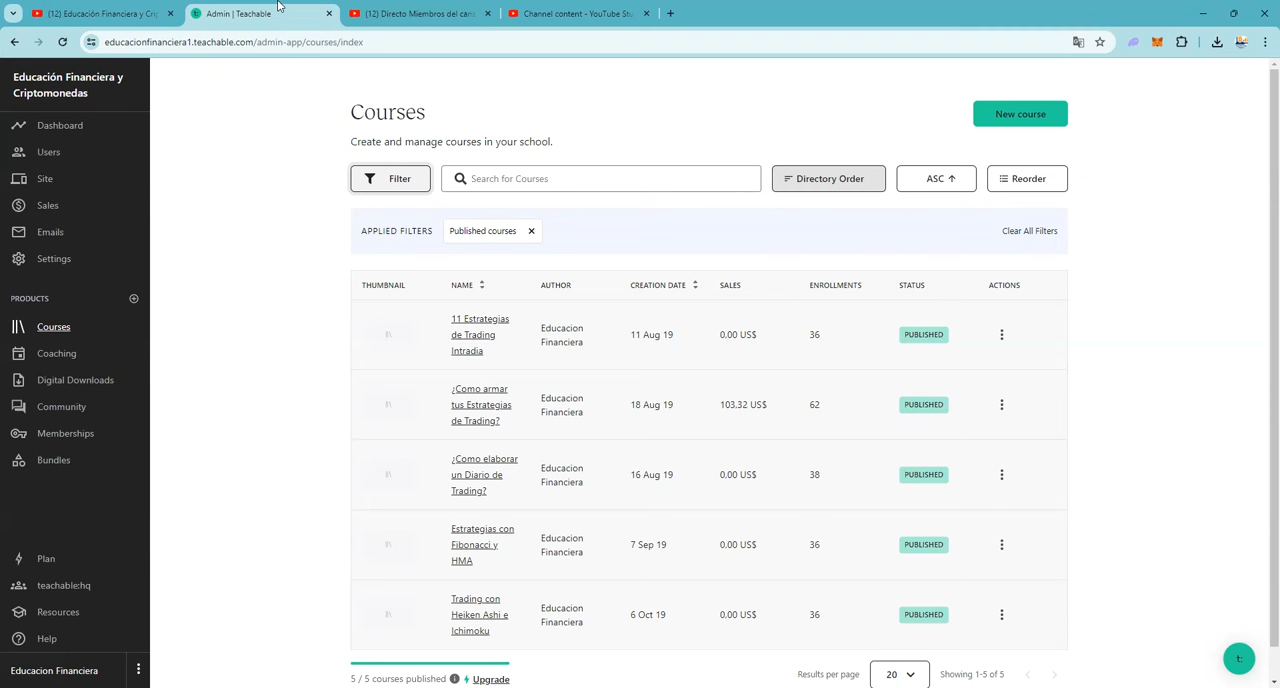 (12) Educación Financiera y Crip
Admin | Teachable
(12) Directo Miembros del cana
Channel content - YouTube Stu
educacionfinanciera1.teachable.com/admin-app/courses/index
Educación Financiera y
Criptomonedas
Dashboard
Users
Site
Sales
Emails
Settings
PRODUCTS
Courses
Coaching
Digital Downloads
Community
Memberships
Bundles
Plan
teachable:hq
Resources
Help
Educacion Financiera
Courses
New course
Create and manage courses in your school.
Filter
Search for Courses
Directory Order
ASC
Reorder
APPLIED FILTERS
Published courses
Clear All Filters
THUMBNAIL NAME AUTHOR CREATION DATE SALES ENROLLMENTS STATUS ACTIONS
11 Estrategias
de Trading
Intradia
Educacion
Financiera
11 Aug 19
0,00 US$
36
PUBLISHED
¿Como armar
tus Estrategias
de Trading?
Educacion
Financiera
18 Aug 19
103,32 US$
62
PUBLISHED
¿Como elaborar
un Diario de
Trading?
Educacion
Financiera
16 Aug 19
0,00 US$
38
PUBLISHED
Estrategias con
Fibonacci y
HMA
Educacion
Financiera
7 Sep 19
0,00 US$
36
PUBLISHED
Trading con
Heiken Ashi e
Ichimoku
Educacion
Financiera
6 Oct 19
0,00 US$
36
PUBLISHED
5 / 5 courses published
Upgrade
Results per page
20
Showing 1-5 of 5
t: